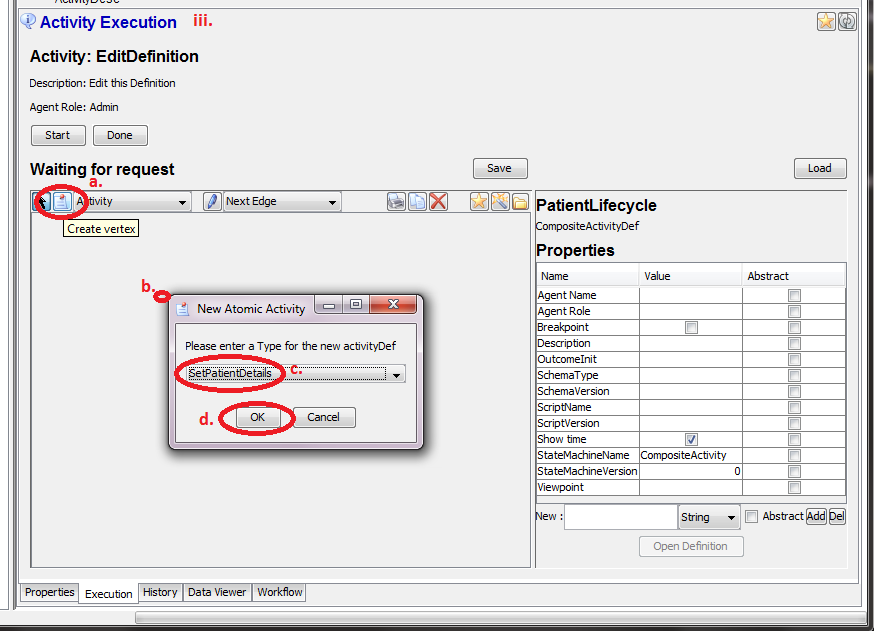 ActivityDesc
Activity Execution iii.
Activity: EditDefinition
Description: Edit this Definition
Agent Role: Admin
Start Done
Waiting for request Save Load
a.
Activity Next Edge
Create vertex
PatientLifecycle
CompositeActivityDef
Properties
Name Value Abstract
Agent Name
Agent Role
Breakpoint
Description
OutcomeInit
SchemaType
SchemaVersion
ScriptName
ScriptVersion
Show time
StateMachineName CompositeActivity
StateMachineVersion 0
Viewpoint
New : String Abstract Add Del
Open Definition
b.
New Atomic Activity
Please enter a Type for the new activityDef
SetPatientDetails c.
d. OK Cancel
Properties Execution History Data Viewer Workflow